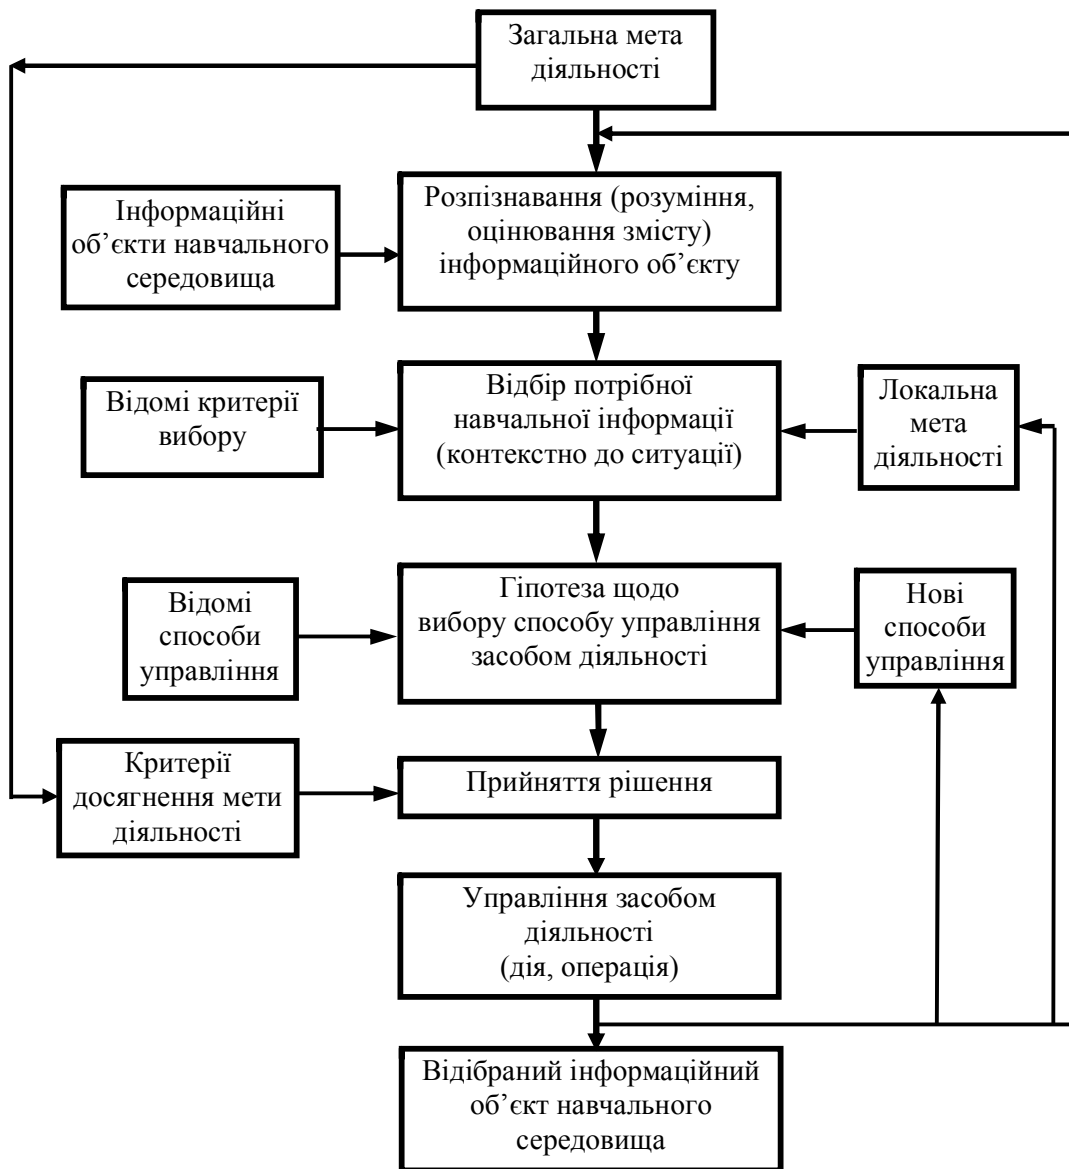 Загальна мета
діяльності
Розпізнавання (розуміння,
оцінювання змісту)
інформаційного об’єкту
Інформаційні
об’єкти навчального
середовища
Відбір потрібної
навчальної інформації
(контекстно до ситуації)
Відомі критерії
вибору
Локальна
мета
діяльності
Гіпотеза щодо
вибору способу управління
засобом діяльності
Відомі
способи
управління
Нові
способи
управління
Критерії
досягнення мети
діяльності
Прийняття рішення
Управління засобом
діяльності
(дія, операція)
Відібраний інформаційний
об’єкт навчального
середовища